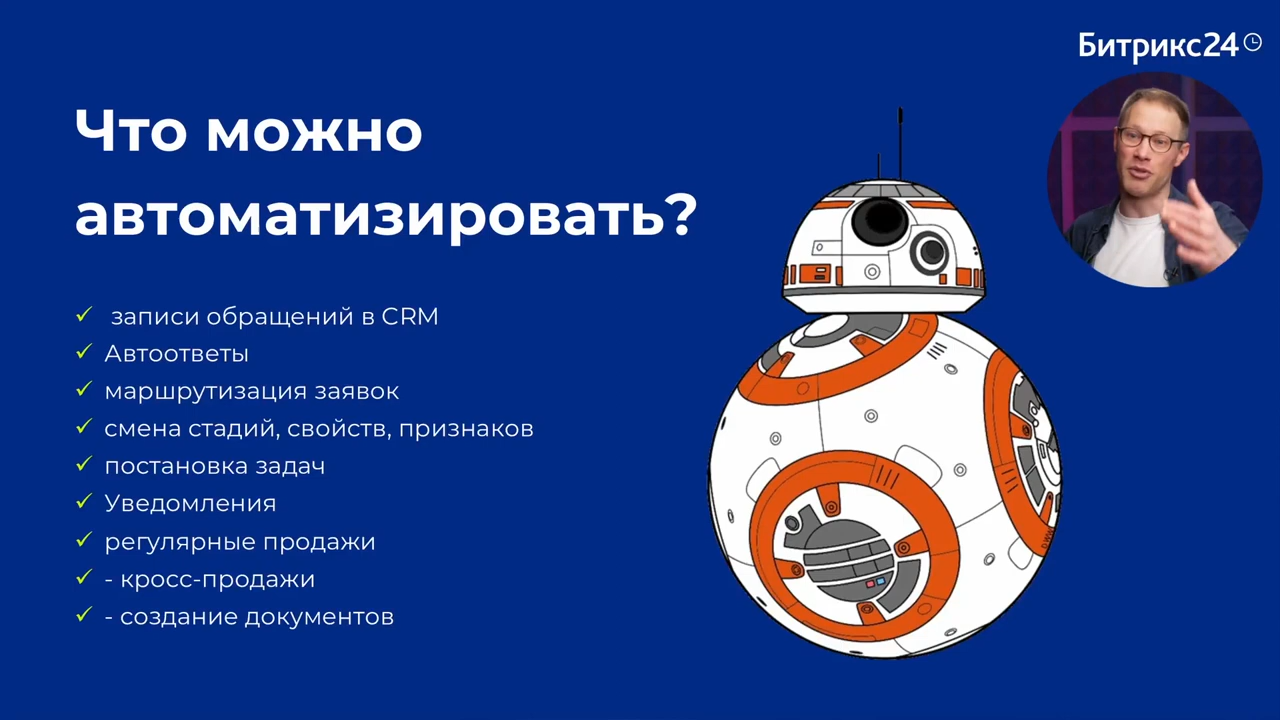 Битрикс24
Что можно
автоматизировать?
записи обращений в CRM
Автоответы
маршрутизация заявок
смена стадий, свойств, признаков
постановка задач
Уведомления
регулярные продажи
- кросс-продажи
- создание документов